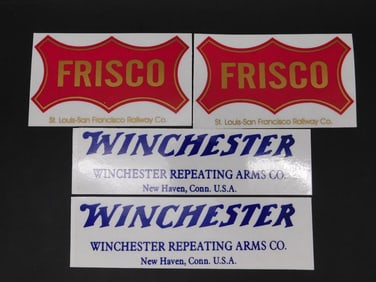 FRISCO
St. Louis-San Francisco Railway Co.
FRISCO
St. Louis-San Francisco Railway Co.
WINCHESTER
WINCHESTER REPEATING ARMS CO.
New Haven, Conn. U.S.A.
WINCHESTER
WINCHESTER REPEATING ARMS CO.
New Haven, Conn. U.S.A.